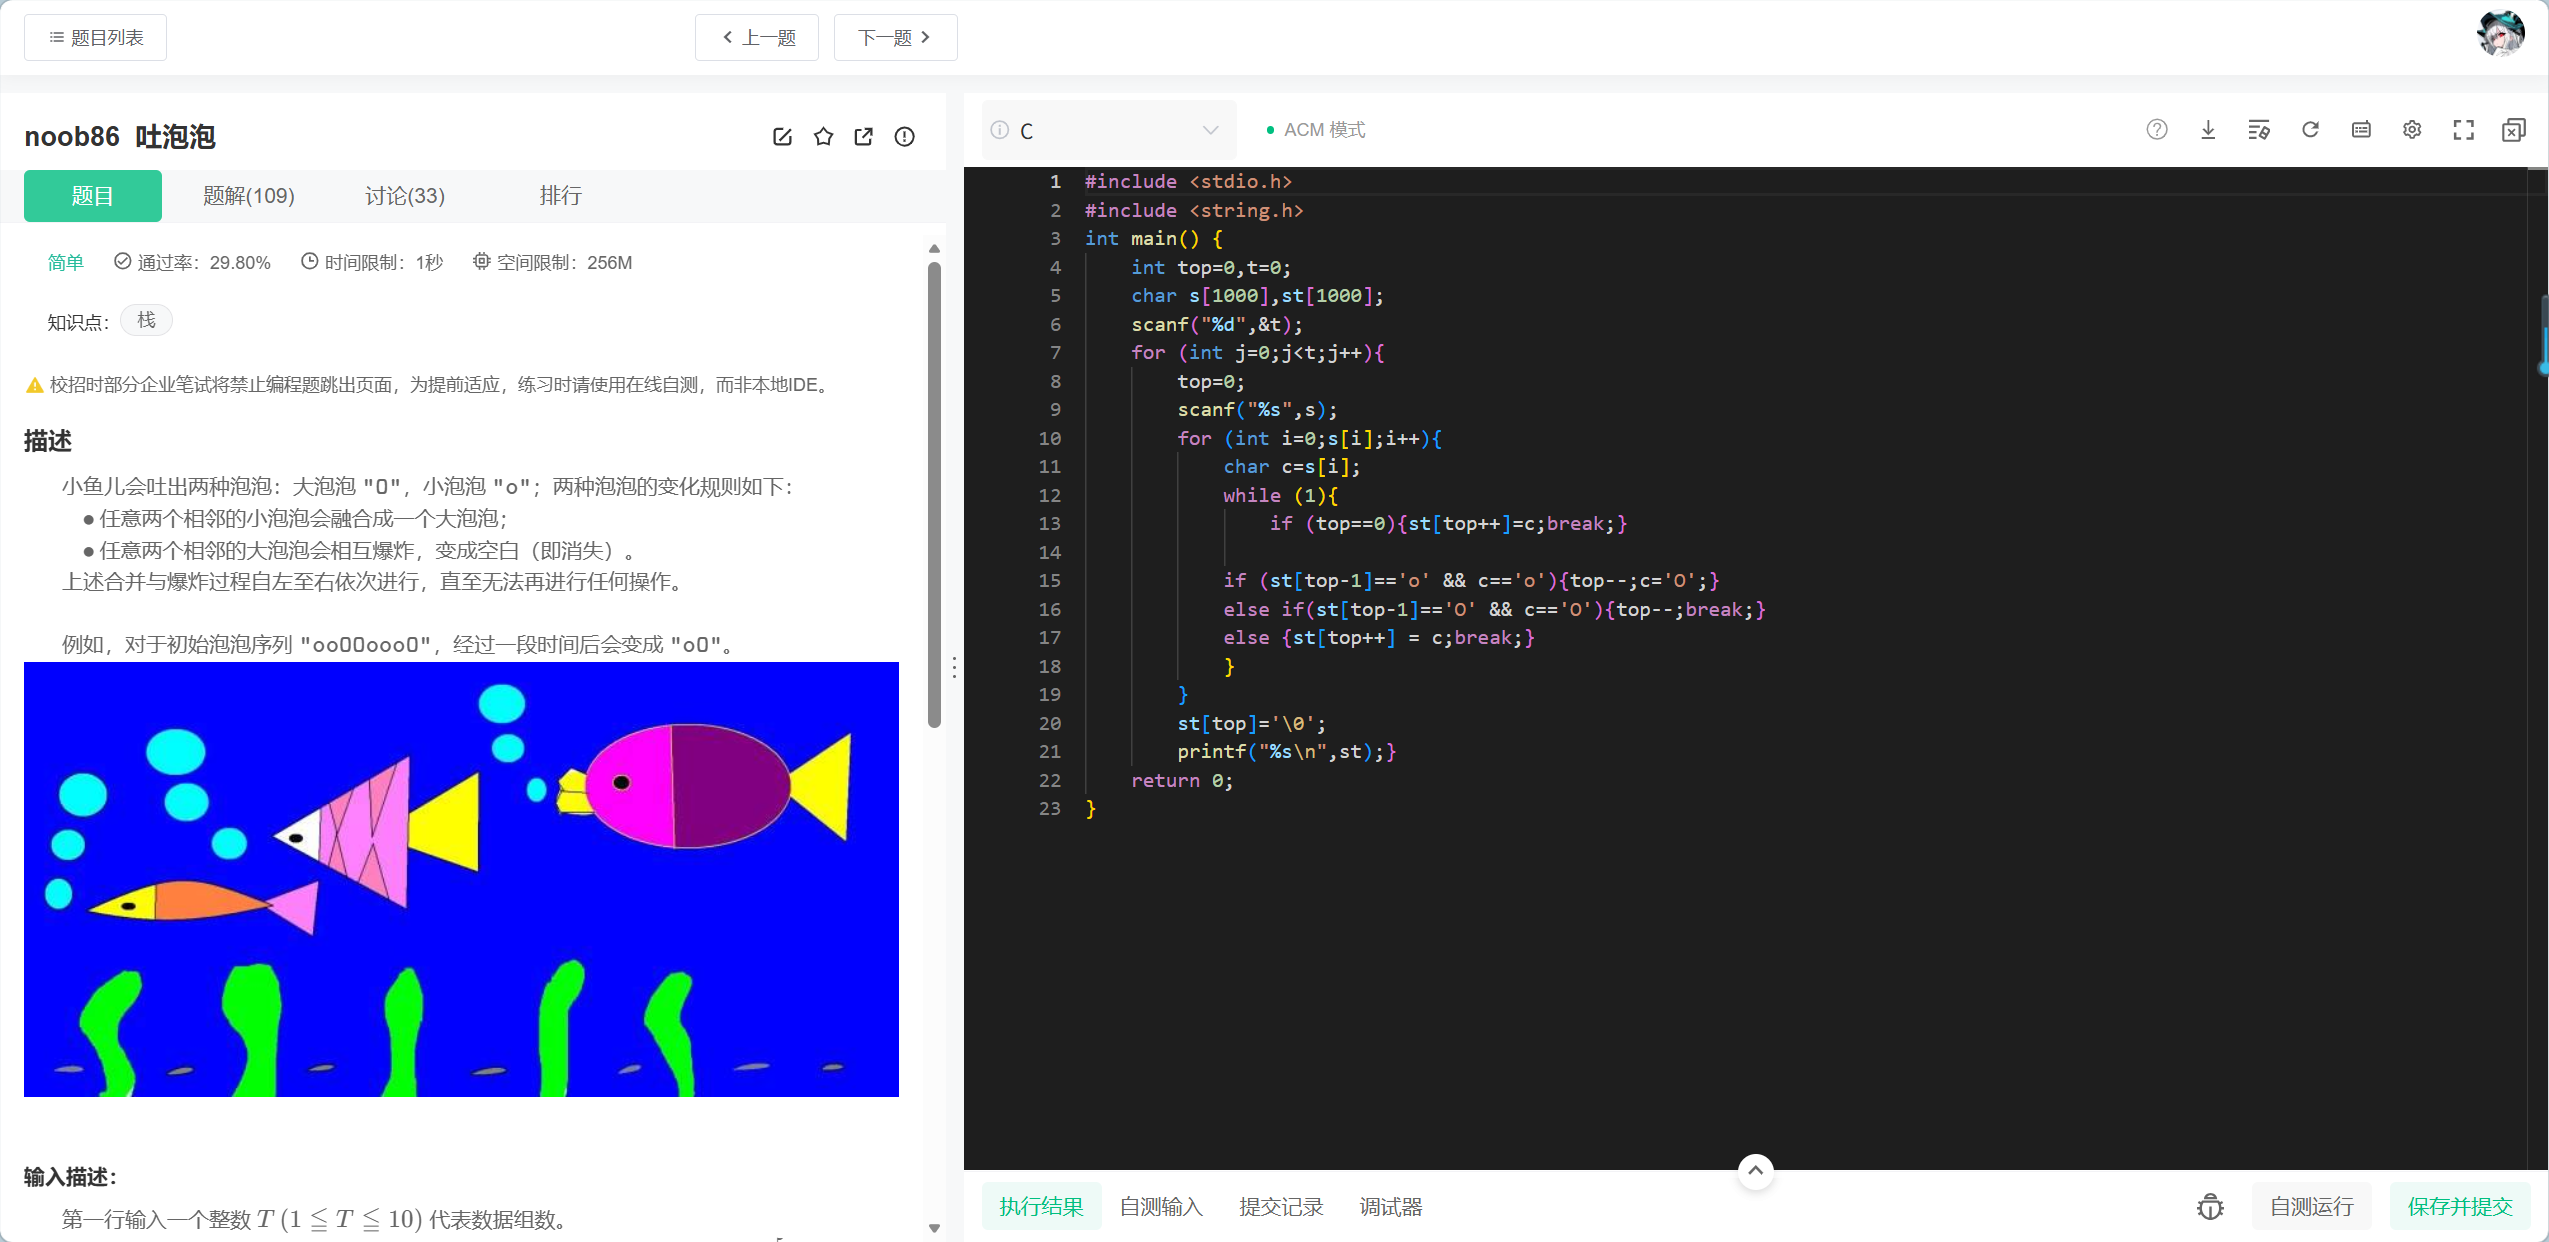 题目列表
上一题
下一题
noob86 吐泡泡
题目 题解(109) 讨论(33) 排行
简单 通过率：29.80% 时间限制：1秒 空间限制：256M
知识点： 栈
校招时部分企业笔试将禁止编程题跳出页面，为提前适应，练习时请使用在线自测，而非本地IDE。
描述
小鱼儿会吐出两种泡泡：大泡泡 "O"，小泡泡 "o"；两种泡泡的变化规则如下：
● 任意两个相邻的小泡泡会融合成一个大泡泡；
● 任意两个相邻的大泡泡会相互爆炸，变成空白（即消失）。
上述合并与爆炸过程自左至右依次进行，直至无法再进行任何操作。
例如，对于初始泡泡序列 "ooOOoooO"，经过一段时间后会变成 "oO"。
输入描述：
第一行输入一个整数 T (1 ≦ T ≦ 10) 代表数据组数。
C
ACM 模式
1 #include <stdio.h>
2 #include <string.h>
3 int main() {
4     int top=0,t=0;
5     char s[1000],st[1000];
6     scanf("%d",&t);
7     for (int j=0;j<t;j++){
8         top=0;
9         scanf("%s",s);
10         for (int i=0;s[i];i++){
11             char c=s[i];
12             while (1){
13                 if (top==0){st[top++]=c;break;}
14
15             if (st[top-1]=='o' && c=='o'){top--;c='O';}
16             else if(st[top-1]=='O' && c=='O'){top--;break;}
17             else {st[top++] = c;break;}
18             }
19         }
20         st[top]='\0';
21         printf("%s\n",st);}
22     return 0;
23 }
执行结果 自测输入 提交记录 调试器
自测运行 保存并提交